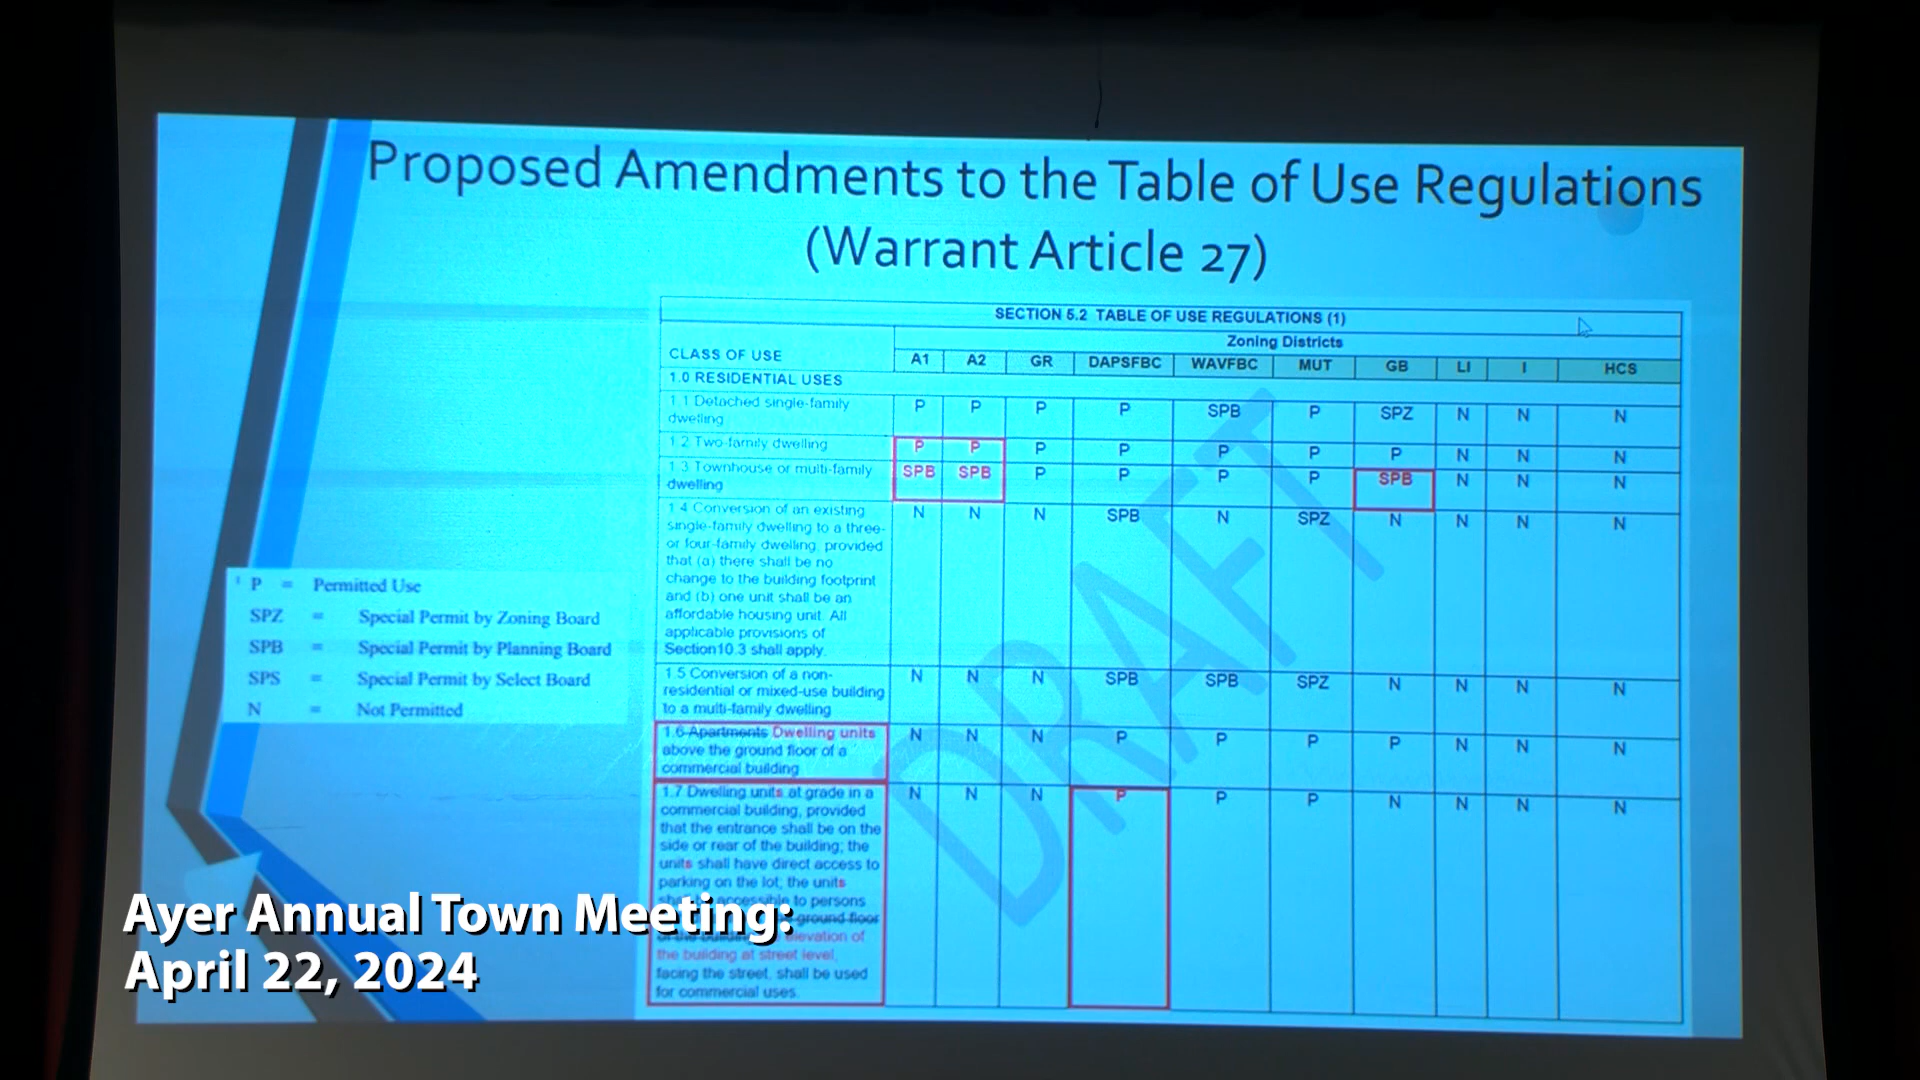 Proposed Amendments to the Table of Use Regulations
(Warrant Article 27)
SECTION 5.2 TABLE OF USE REGULATIONS (1)
CLASS OF USE
Zoning Districts
A1 A2 GR DAPSFBC WAVFBC MUT GB LI I HCS
1.0 RESIDENTIAL USES
1.1 Detached single-family
dwelling
P P P P SPB P SPZ N N N
1.2 Two-family dwelling
P P P P P P P N N N
1.3 Townhouse or multi-family
dwelling
SPB SPB P P P P SPB N N N
1.4 Conversion of an existing
single-family dwelling to a three-
or four-family dwelling, provided
that (a) there shall be no
change to the building footprint
and (b) one unit shall be an
affordable housing unit. All
applicable provisions of
Section10.3 shall apply.
N N N SPB N SPZ N N N N
1.5 Conversion of a non-
residential or mixed-use building
to a multi-family dwelling
N N N SPB SPB SPZ N N N N
1.6 Apartments Dwelling units
above the ground floor of a
commercial building
N N N P P P P N N N
1.7 Dwelling units at grade in a
commercial building, provided
that the entrance shall be on the
side or rear of the building; the
units shall have direct access to
parking on the lot; the units
accessible to persons
ground floor
elevation of
the building at street level,
facing the street, shall be used
for commercial uses.
N N N P P P N N N N
DRAFT
1 P = Permitted Use
SPZ = Special Permit by Zoning Board
SPB = Special Permit by Planning Board
SPS = Special Permit by Select Board
N = Not Permitted
Ayer Annual Town Meeting:
April 22, 2024